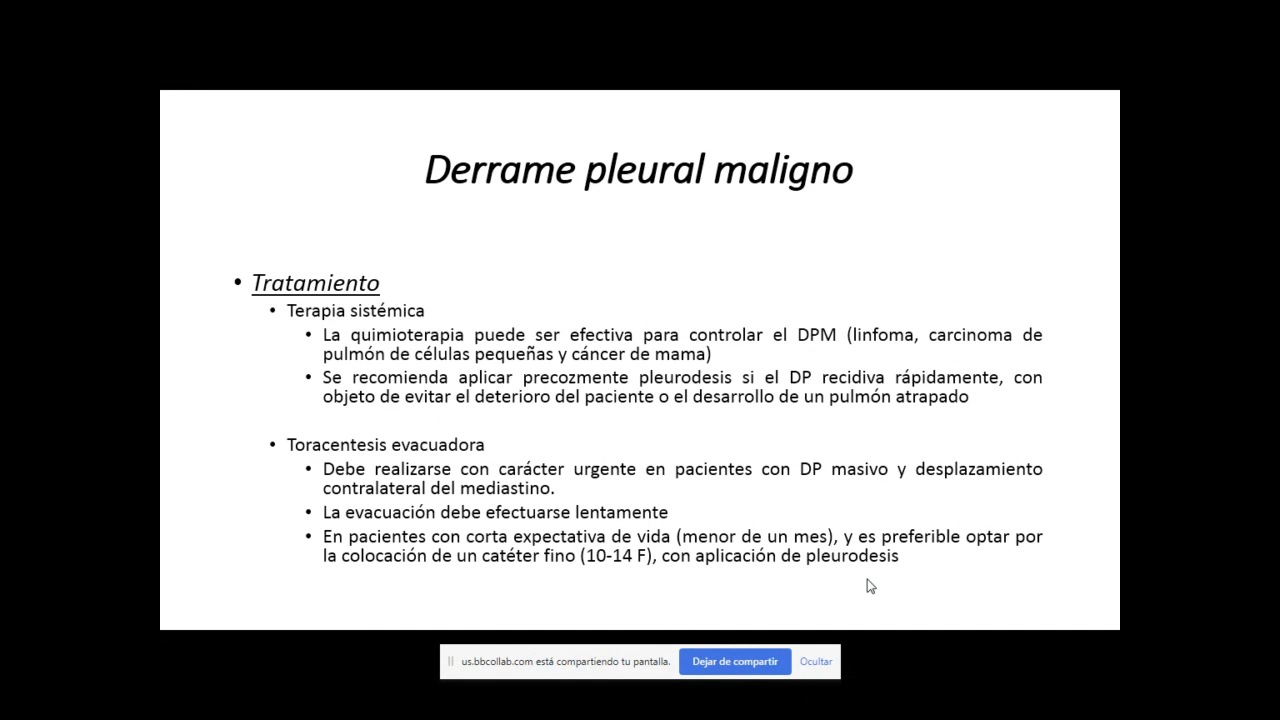 Derrame pleural maligno
• Tratamiento
• Terapia sistémica
• La quimioterapia puede ser efectiva para controlar el DPM (linfoma, carcinoma de
pulmón de células pequeñas y cáncer de mama)
• Se recomienda aplicar precozmente pleurodesis si el DP recidiva rápidamente, con
objeto de evitar el deterioro del paciente o el desarrollo de un pulmón atrapado
• Toracentesis evacuadora
• Debe realizarse con carácter urgente en pacientes con DP masivo y desplazamiento
contralateral del mediastino.
• La evacuación debe efectuarse lentamente
• En pacientes con corta expectativa de vida (menor de un mes), y es preferible optar por
la colocación de un catéter fino (10-14 F), con aplicación de pleurodesis
us.bbcollab.com está compartiendo tu pantalla. Dejar de compartir Ocultar